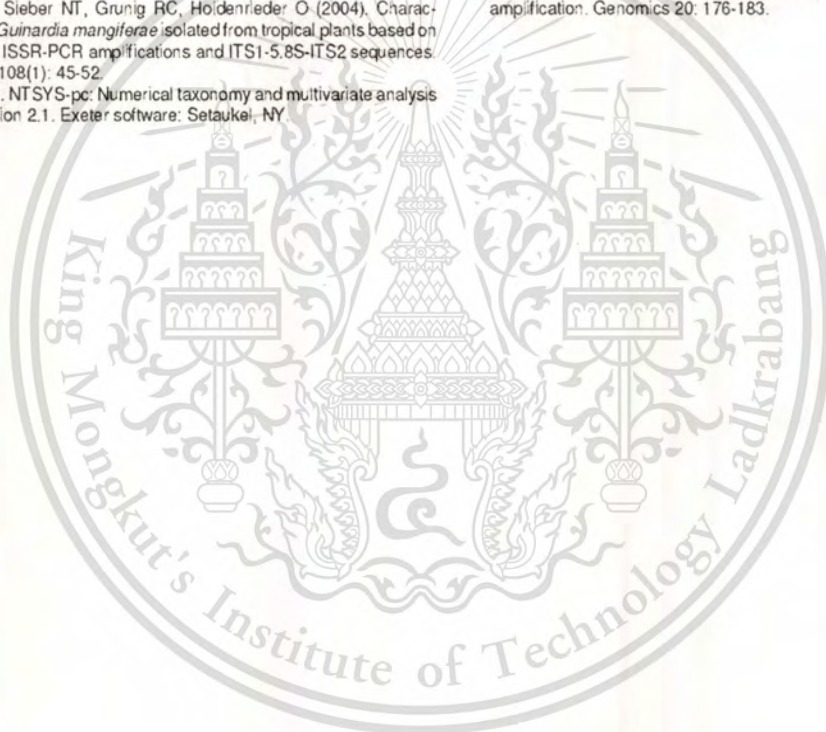 Sieber NT, Grunig RC, Holdenrieder O (2004). Charac-
Guinardia mangiferae isolated from tropical plants based on
ISSR-PCR amplifications and ITS1-5.8S-ITS2 sequences.
108(1): 45-52.
. NTSYS-pc: Numerical taxonomy and multivariate analysis
ion 2.1. Exeter software: Setaukel, NY.
amplification. Genomics 20: 176-183.
King Mongkut's Institute of Technology Ladkrabang